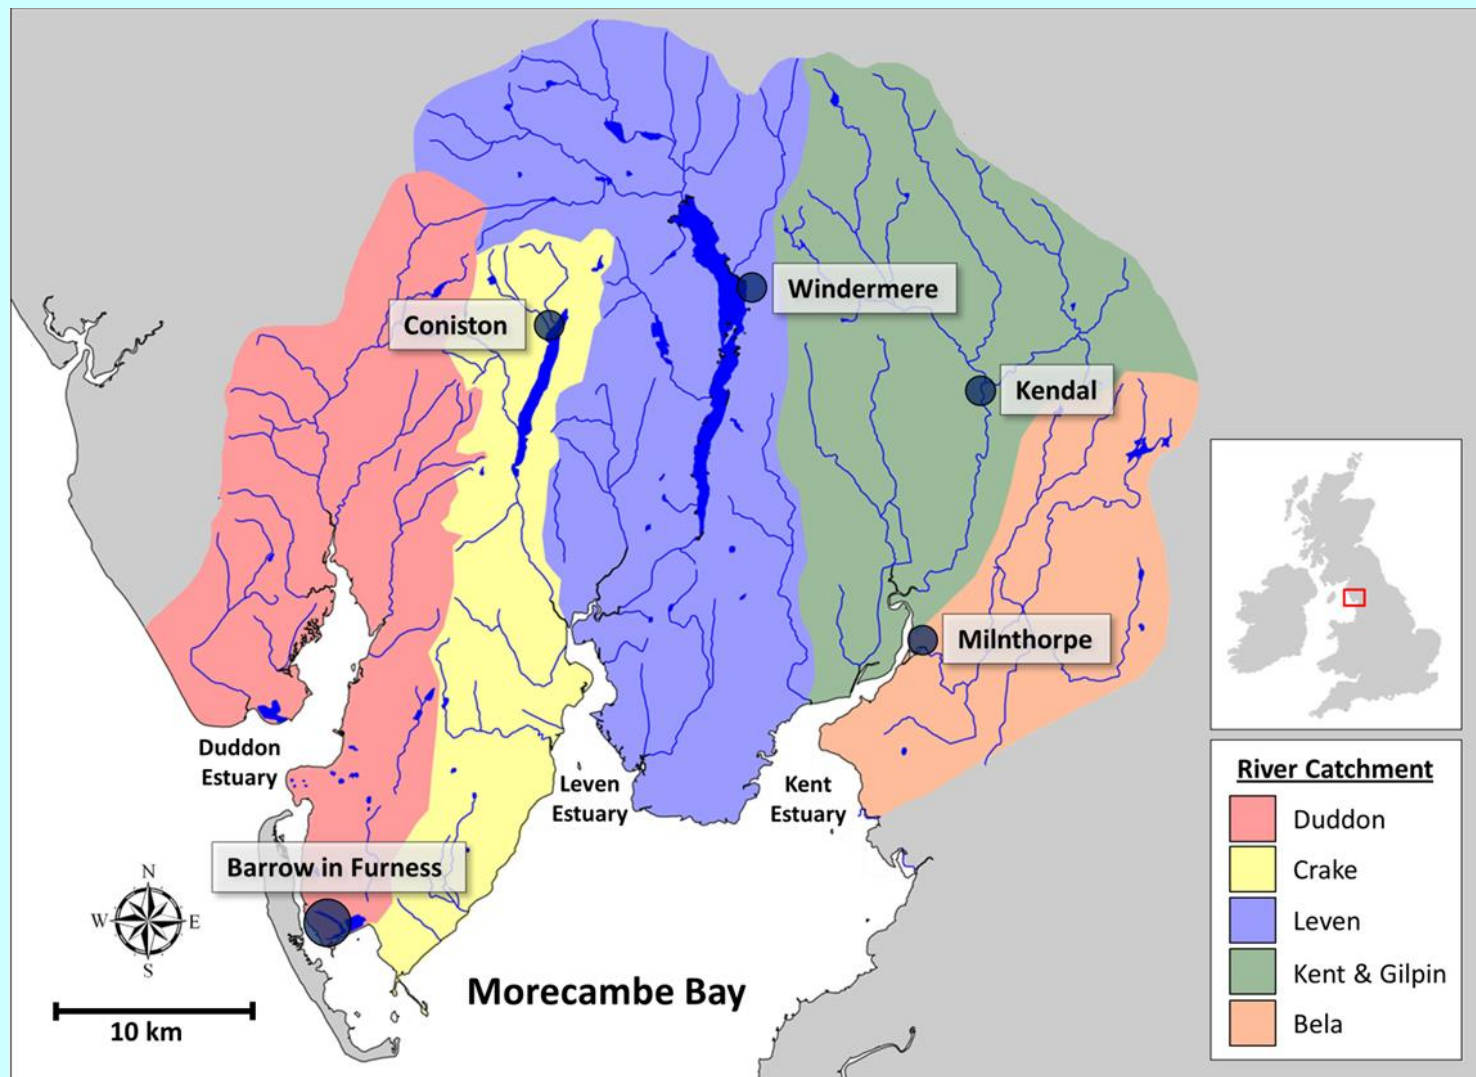 Windermere
Coniston
Kendal
Milnthorpe
Duddon
Estuary
Leven
Estuary
Kent
Estuary
Barrow in Furness
N
W
E
S
Morecambe Bay
10 km
River Catchment
Duddon
Crake
Leven
Kent & Gilpin
Bela